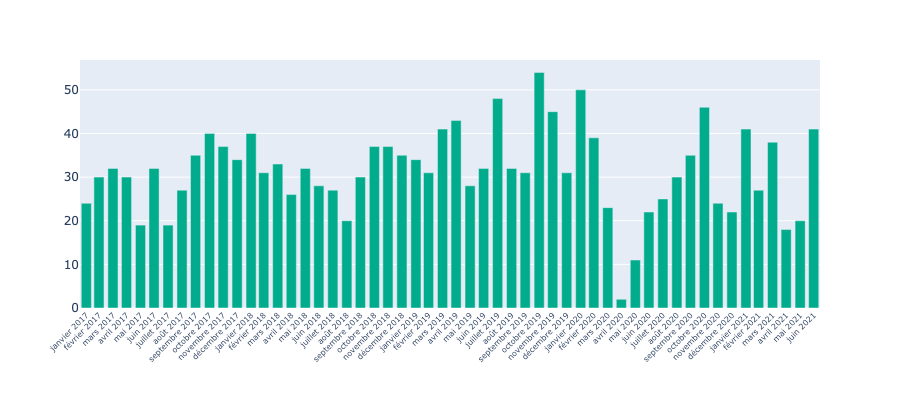 50
40
30
20
10
0
janvier 2017
février 2017
mars 2017
avril 2017
mai 2017
juin 2017
juillet 2017
août 2017
septembre 2017
octobre 2017
novembre 2017
décembre 2017
janvier 2018
février 2018
mars 2018
avril 2018
mai 2018
juin 2018
juillet 2018
août 2018
septembre 2018
octobre 2018
novembre 2018
décembre 2018
janvier 2019
février 2019
mars 2019
avril 2019
mai 2019
juin 2019
juillet 2019
août 2019
septembre 2019
octobre 2019
novembre 2019
décembre 2019
janvier 2020
février 2020
mars 2020
avril 2020
mai 2020
juin 2020
juillet 2020
août 2020
septembre 2020
octobre 2020
novembre 2020
décembre 2020
janvier 2021
février 2021
mars 2021
avril 2021
mai 2021
juin 2021